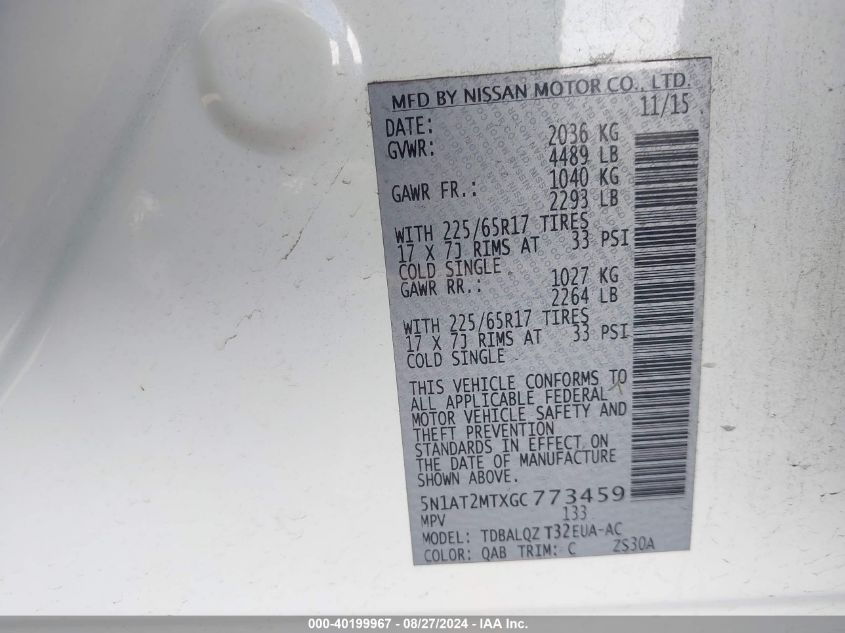 MFD BY NISSAN MOTOR CO., LTD.
DATE: 11/15
GVWR: 2036 KG
4489 LB
GAWR FR.: 1040 KG
2293 LB
WITH 225/65R17 TIRES
17 X 7J RIMS AT 33 PSI
COLD SINGLE
GAWR RR.: 1027 KG
2264 LB
WITH 225/65R17 TIRES
17 X 7J RIMS AT 33 PSI
COLD SINGLE
THIS VEHICLE CONFORMS TO
ALL APPLICABLE FEDERAL
MOTOR VEHICLE SAFETY AND
THEFT PREVENTION
STANDARDS IN EFFECT ON
THE DATE OF MANUFACTURE
SHOWN ABOVE.
5N1AT2MTXGC773459
MPV 133
MODEL: TDBALQZ T32EUA-AC
COLOR: QAB TRIM: C ZS30A
000-40199967 - 08/27/2024 - IAA Inc.